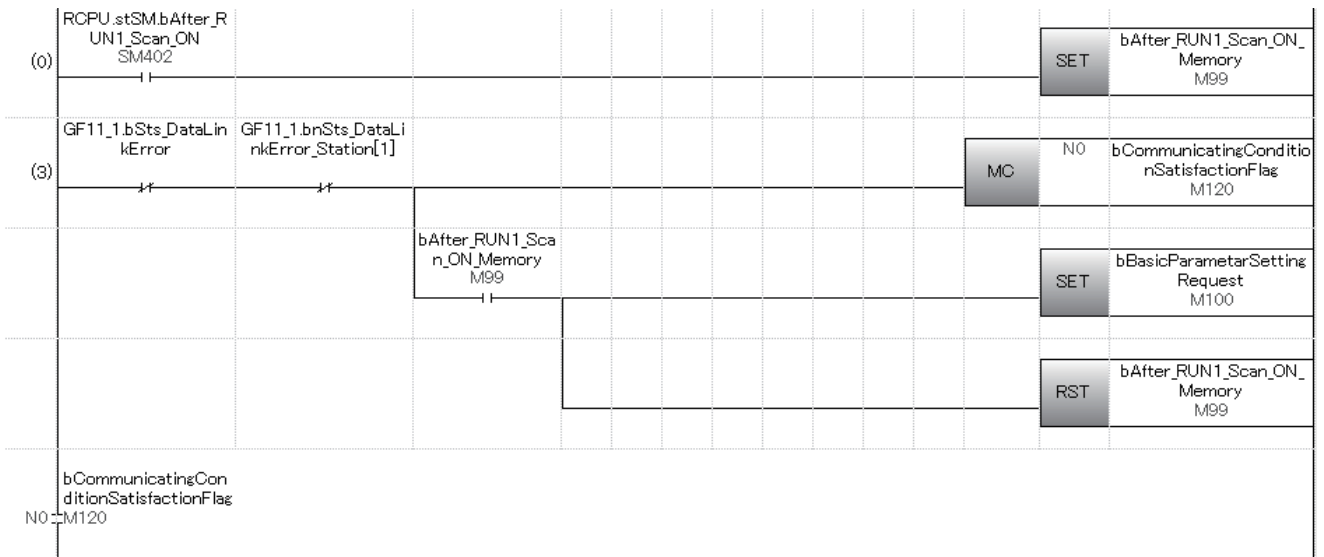 RCPU.stSM.bAfter_R
UN1_Scan_ON
SM402
(0)
SET
bAfter_RUN1_Scan_ON_
Memory
M99
GF11_1.bSts_DataLin
kError
GF11_1.bnSts_DataLi
nkError_Station[1]
(3)
MC
N0
bCommunicatingConditio
nSatisfactionFlag
M120
bAfter_RUN1_Sca
n_ON_Memory
M99
SET
bBasicParametarSetting
Request
M100
RST
bAfter_RUN1_Scan_ON_
Memory
M99
bCommunicatingCon
ditionSatisfactionFlag
N0 M120